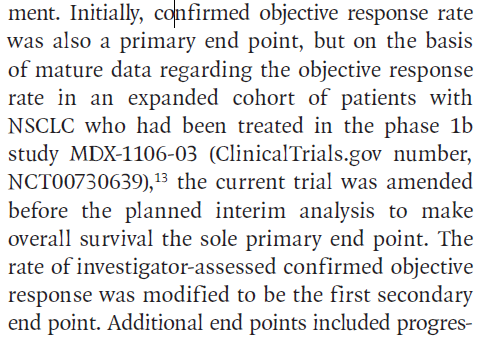 ment. Initially, confirmed objective response rate
was also a primary end point, but on the basis
of mature data regarding the objective response
rate in an expanded cohort of patients with
NSCLC who had been treated in the phase 1b
study MDX-1106-03 (ClinicalTrials.gov number,
NCT00730639),¹³ the current trial was amended
before the planned interim analysis to make
overall survival the sole primary end point. The
rate of investigator-assessed confirmed objective
response was modified to be the first secondary
end point. Additional end points included progres-